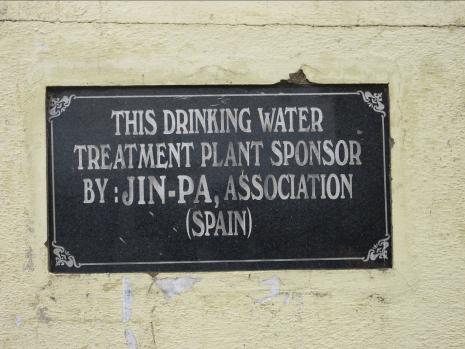 THIS DRINKING WATER
TREATMENT PLANT SPONSOR
BY : JIN-PA, ASSOCIATION
(SPAIN)